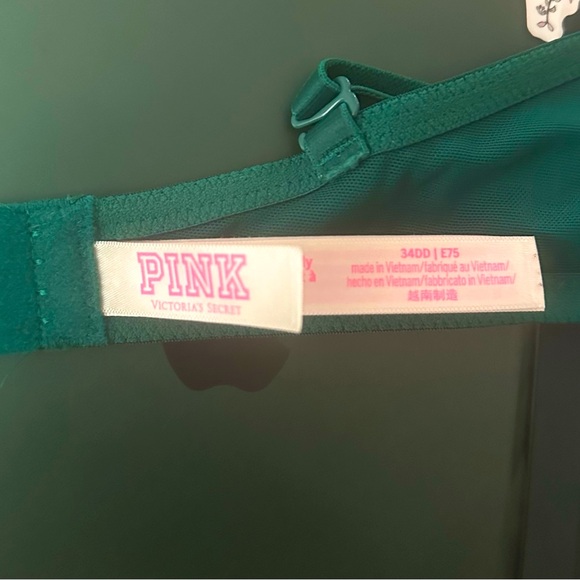 PINK
VICTORIA'S SECRET
34DD | E75
made in Vietnam/fabriqué au Vietnam/
hecho en Vietnam/fabbricato in Vietnam/
越南制造